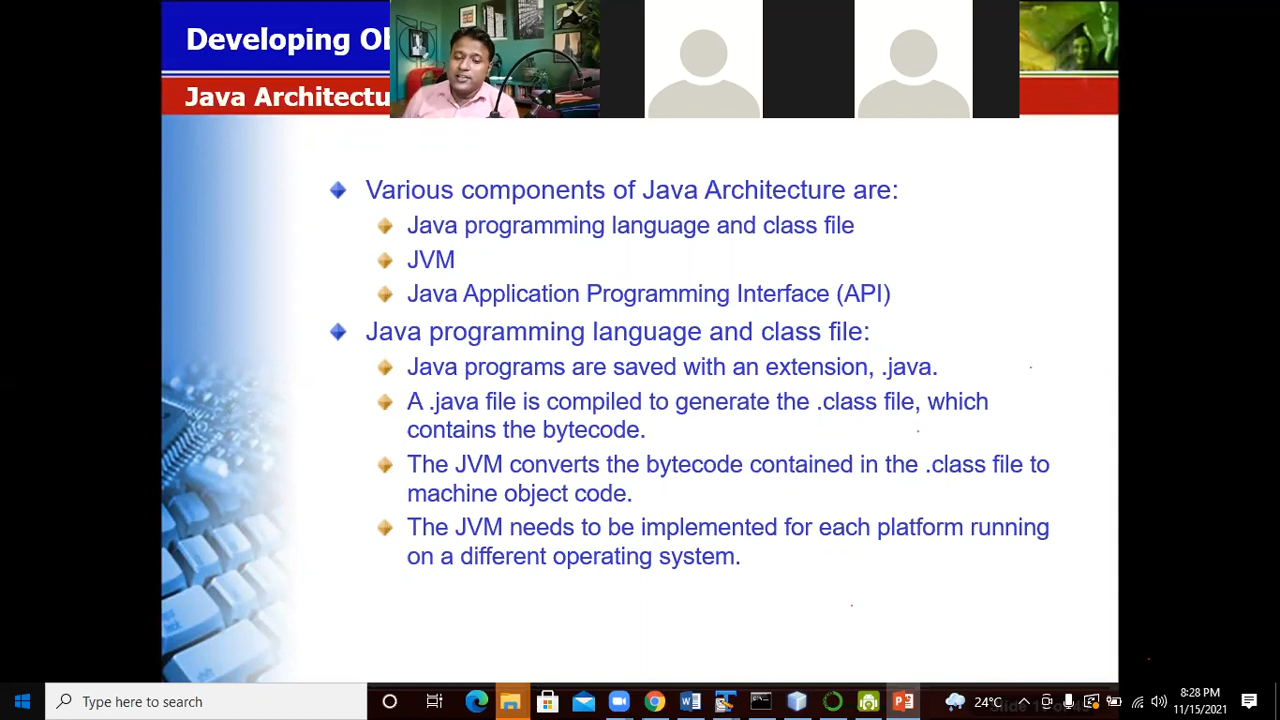 Developing Ob
Java Architectu
Various components of Java Architecture are:
Java programming language and class file
JVM
Java Application Programming Interface (API)
Java programming language and class file:
Java programs are saved with an extension, .java.
A .java file is compiled to generate the .class file, which
contains the bytecode.
The JVM converts the bytecode contained in the .class file to
machine object code.
The JVM needs to be implemented for each platform running
on a different operating system.
Type here to search
24°C
8:28 PM
11/15/2021